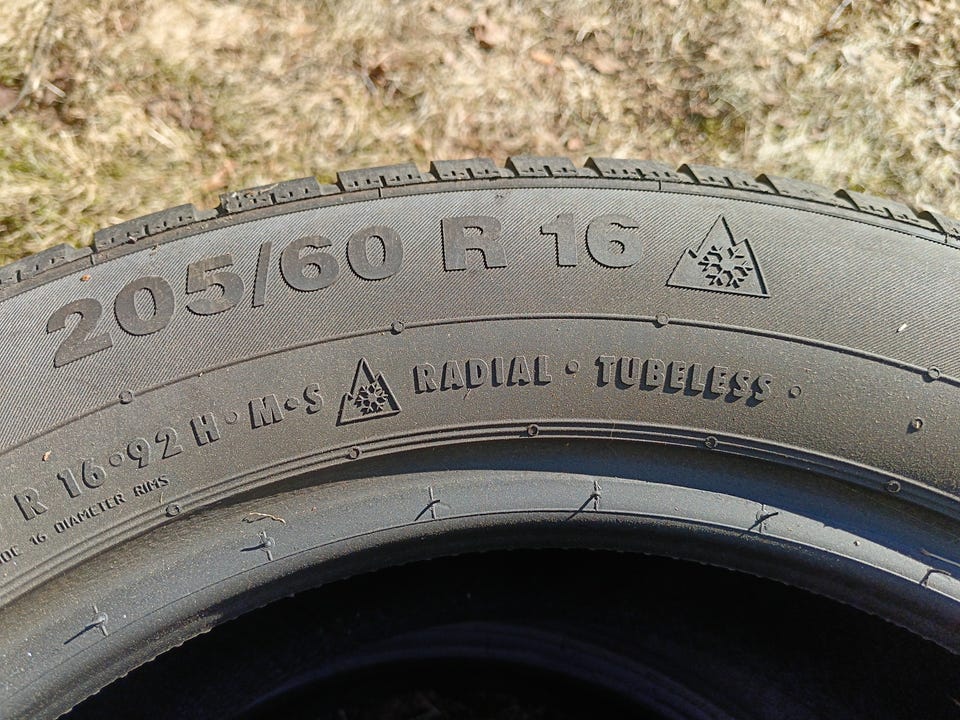 205/60 R 16
R 16•92 H•M•S RADIAL • TUBELESS •
16 DIAMETER RIMS